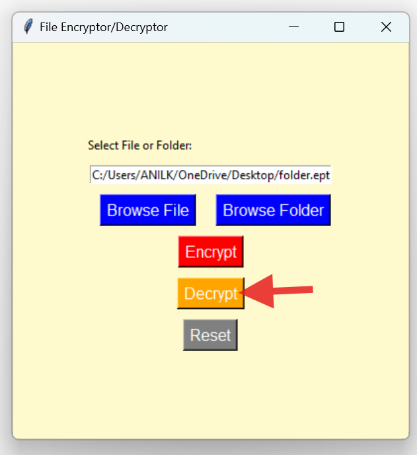 File Encryptor/Decryptor
Select File or Folder:
C:/Users/ANILK/OneDrive/Desktop/folder.ept
Browse File Browse Folder
Encrypt
Decrypt
Reset